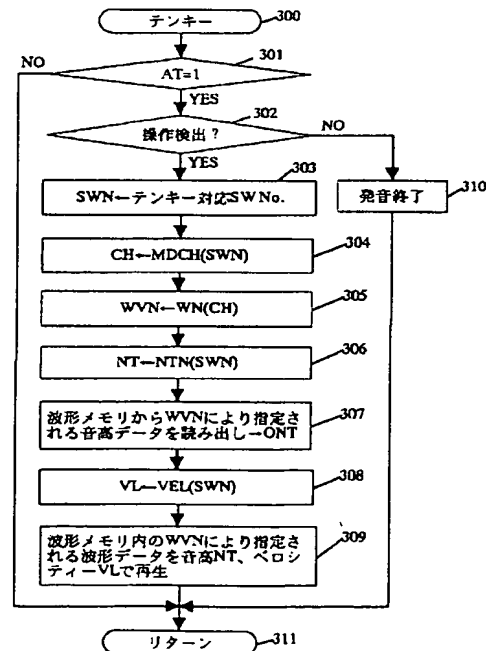 テンキー
300
301
NO
AT=1
YES
302
操作検出?
NO
YES
303
SWN←テンキー対応SW No.
発音終了
310
304
CH←MDCH(SWN)
305
WVN←WN(CH)
306
NT←NTN(SWN)
307
波形メモリからWVNにより指定さ
れる音高データを読み出し→ONT
308
VL←VEL(SWN)
309
波形メモリ内のWVNにより指定さ
れる波形データを音高NT、ベロシ
ティーVLで再生
リターン
311